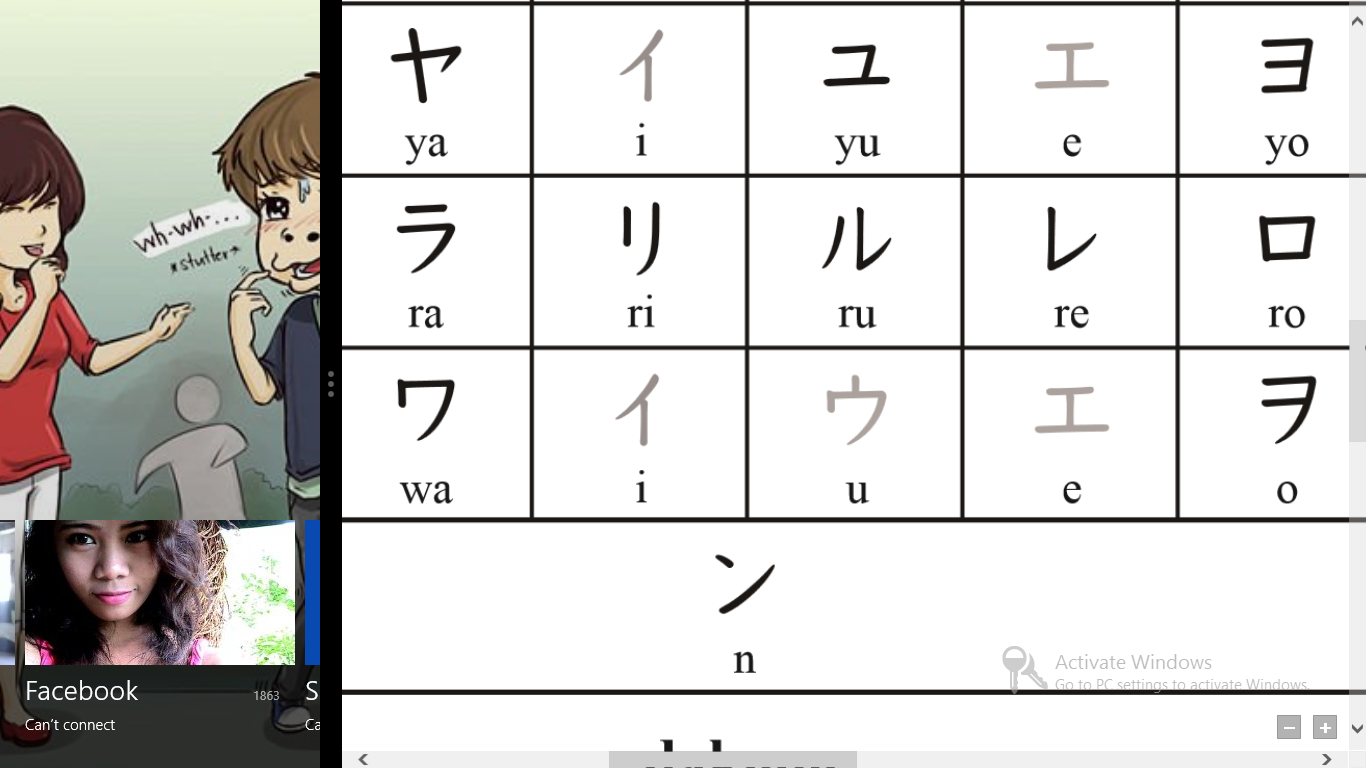 wh-wh-...
*stutter*
ヤ イ ユ エ ヨ
ya i yu e yo
ラ リ ル レ ロ
ra ri ru re ro
ワ イ ウ エ ヲ
wa i u e o
ン
n
Activate Windows
Go to PC settings to activate Windows.
Facebook 1863 S
Can't connect Ca